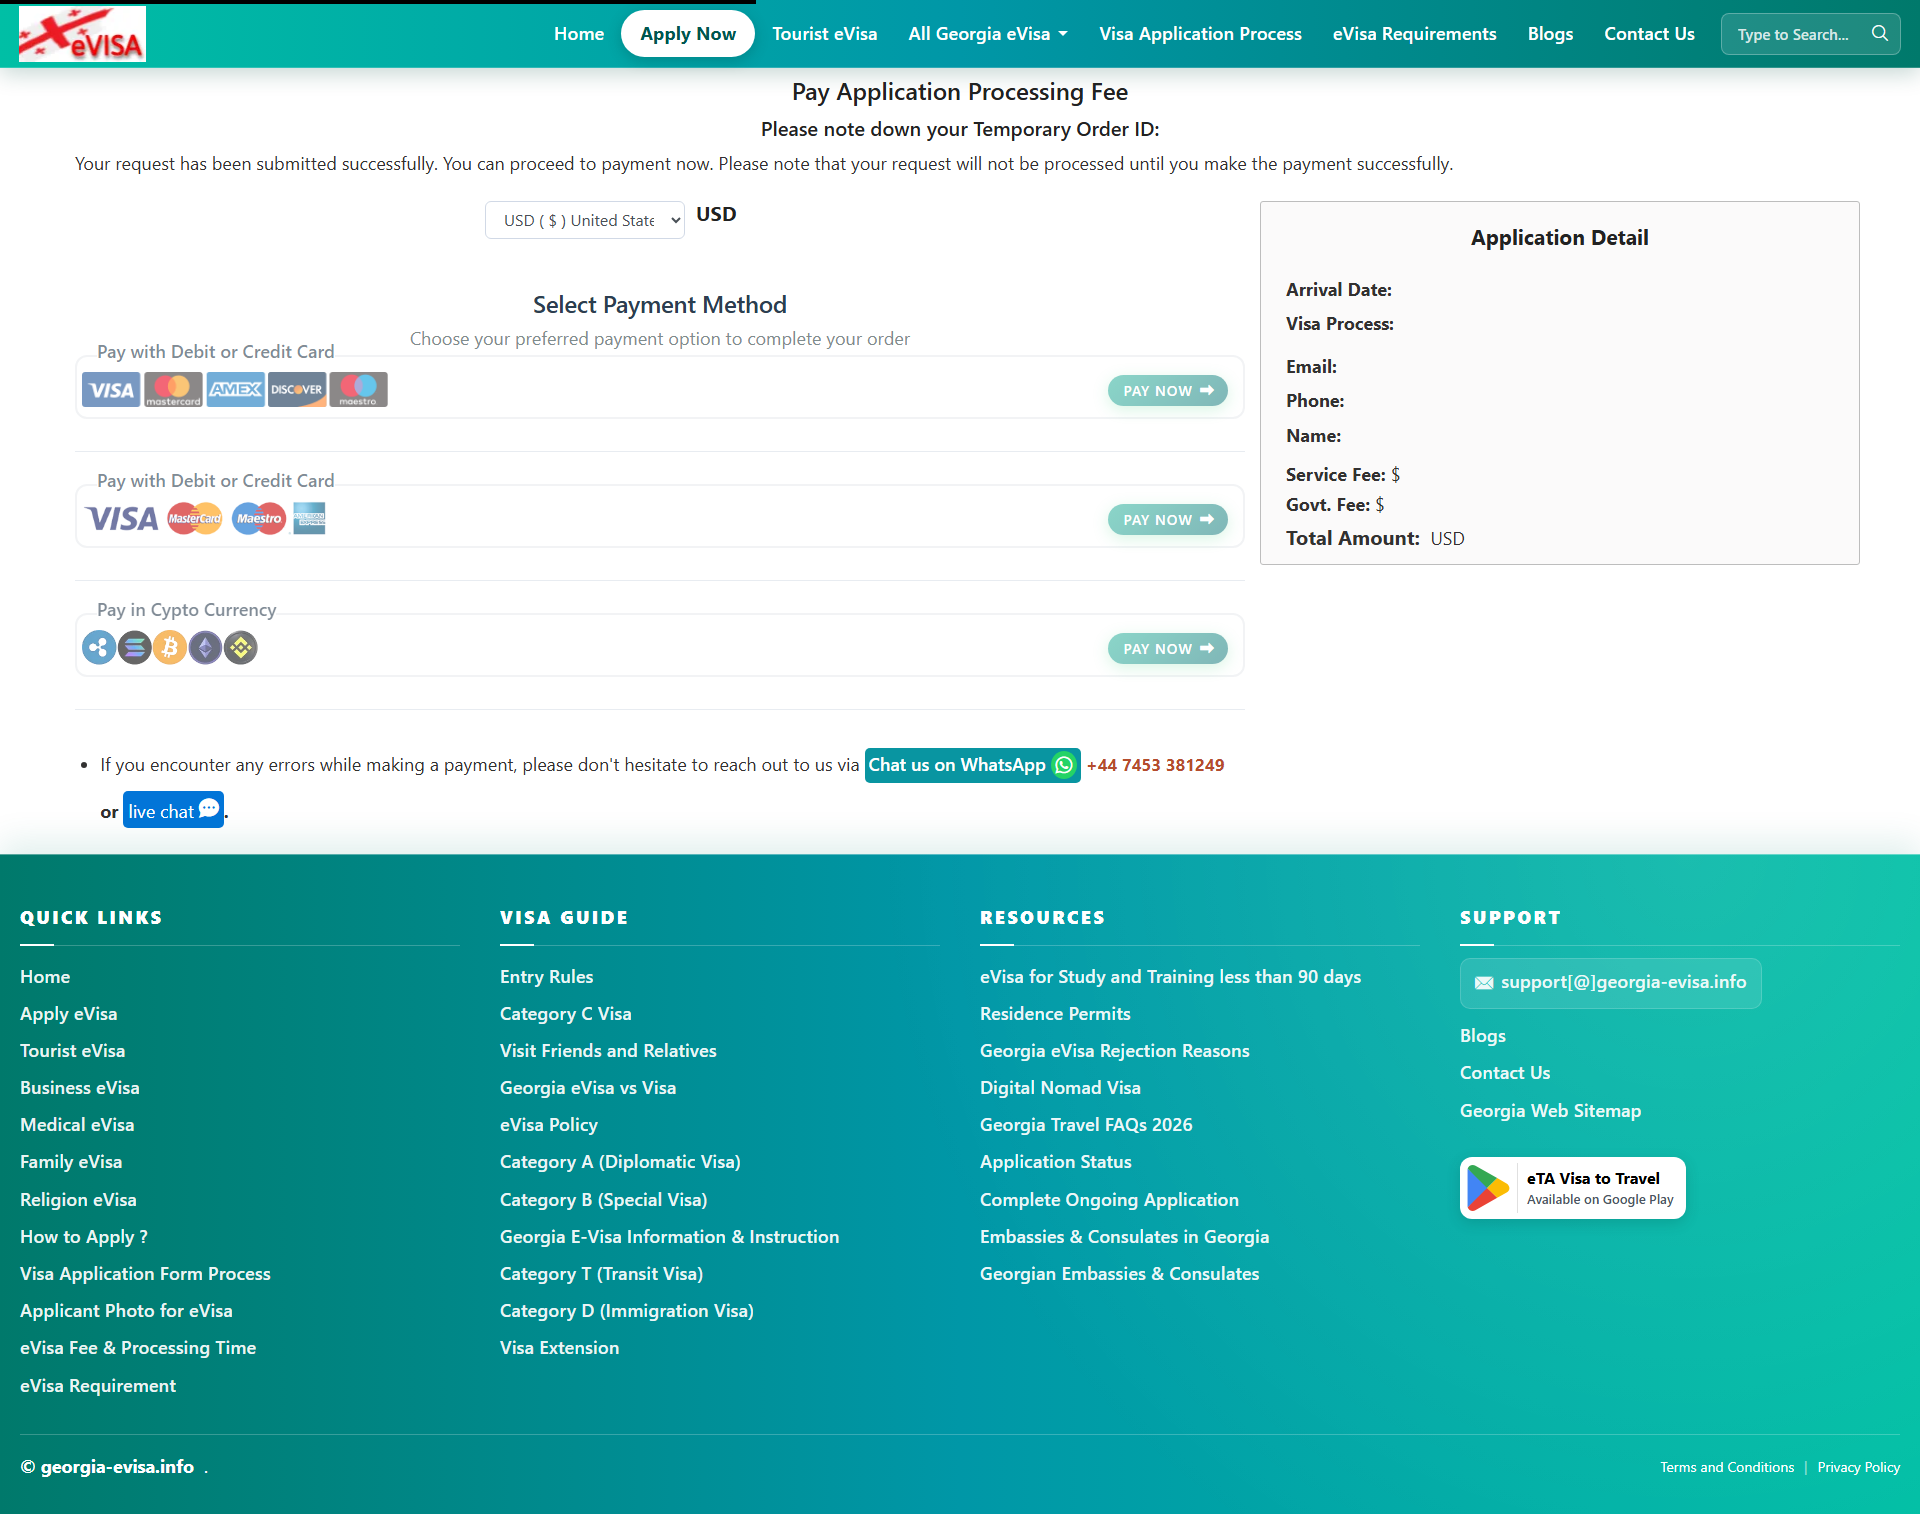 eVISA
Home
Apply Now
Tourist eVisa
All Georgia eVisa
Visa Application Process
eVisa Requirements
Blogs
Contact Us
Type to Search...
Pay Application Processing Fee
Please note down your Temporary Order ID:
Your request has been submitted successfully. You can proceed to payment now. Please note that your request will not be processed until you make the payment successfully.
USD ( $ ) United State
USD
Select Payment Method
Choose your preferred payment option to complete your order
Pay with Debit or Credit Card
VISA mastercard AMEX DISCOVER maestro
PAY NOW
Pay with Debit or Credit Card
VISA MasterCard Maestro AMERICAN EXPRESS
PAY NOW
Pay in Cypto Currency
PAY NOW
If you encounter any errors while making a payment, please don't hesitate to reach out to us via Chat us on WhatsApp +44 7453 381249
or live chat .
Application Detail
Arrival Date:
Visa Process:
Email:
Phone:
Name:
Service Fee: $
Govt. Fee: $
Total Amount: USD
QUICK LINKS
Home
Apply eVisa
Tourist eVisa
Business eVisa
Medical eVisa
Family eVisa
Religion eVisa
How to Apply ?
Visa Application Form Process
Applicant Photo for eVisa
eVisa Fee & Processing Time
eVisa Requirement
VISA GUIDE
Entry Rules
Category C Visa
Visit Friends and Relatives
Georgia eVisa vs Visa
eVisa Policy
Category A (Diplomatic Visa)
Category B (Special Visa)
Georgia E-Visa Information & Instruction
Category T (Transit Visa)
Category D (Immigration Visa)
Visa Extension
RESOURCES
eVisa for Study and Training less than 90 days
Residence Permits
Georgia eVisa Rejection Reasons
Digital Nomad Visa
Georgia Travel FAQs 2026
Application Status
Complete Ongoing Application
Embassies & Consulates in Georgia
Georgian Embassies & Consulates
SUPPORT
support[@]georgia-evisa.info
Blogs
Contact Us
Georgia Web Sitemap
eTA Visa to Travel
Available on Google Play
© georgia-evisa.info .
Terms and Conditions | Privacy Policy